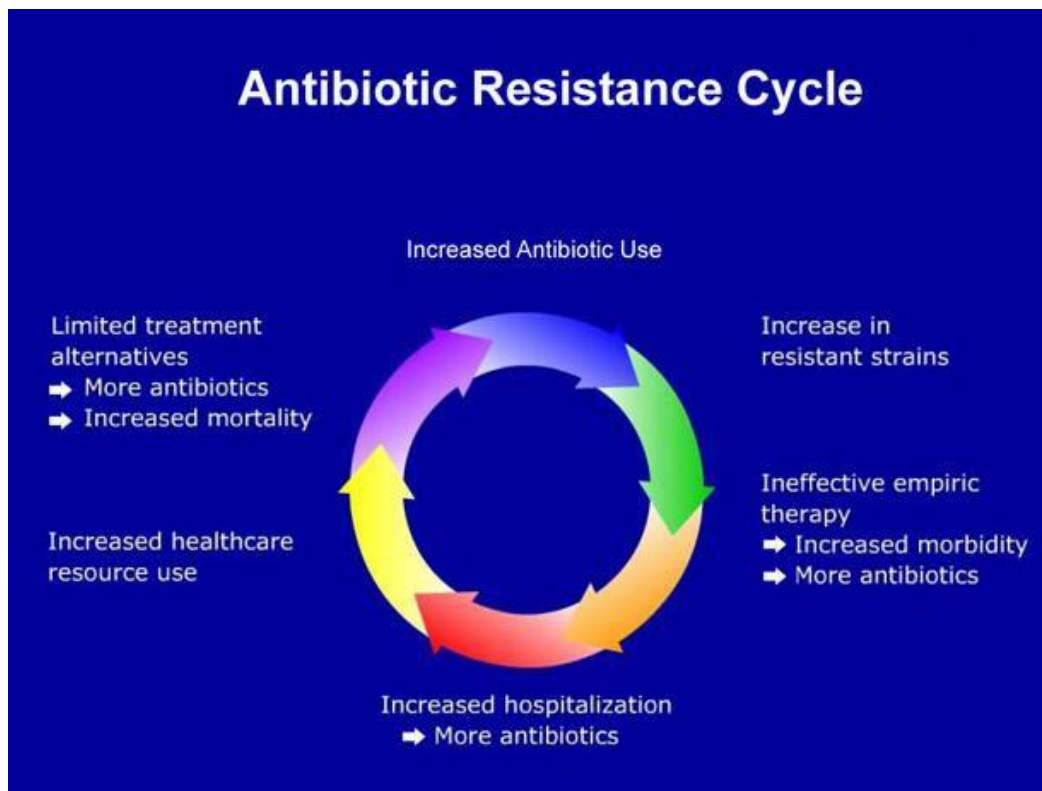 Antibiotic Resistance Cycle
Increased Antibiotic Use
Increase in
resistant strains
Ineffective empiric
therapy
➡ Increased morbidity
➡ More antibiotics
Increased hospitalization
➡ More antibiotics
Increased healthcare
resource use
Limited treatment
alternatives
➡ More antibiotics
➡ Increased mortality